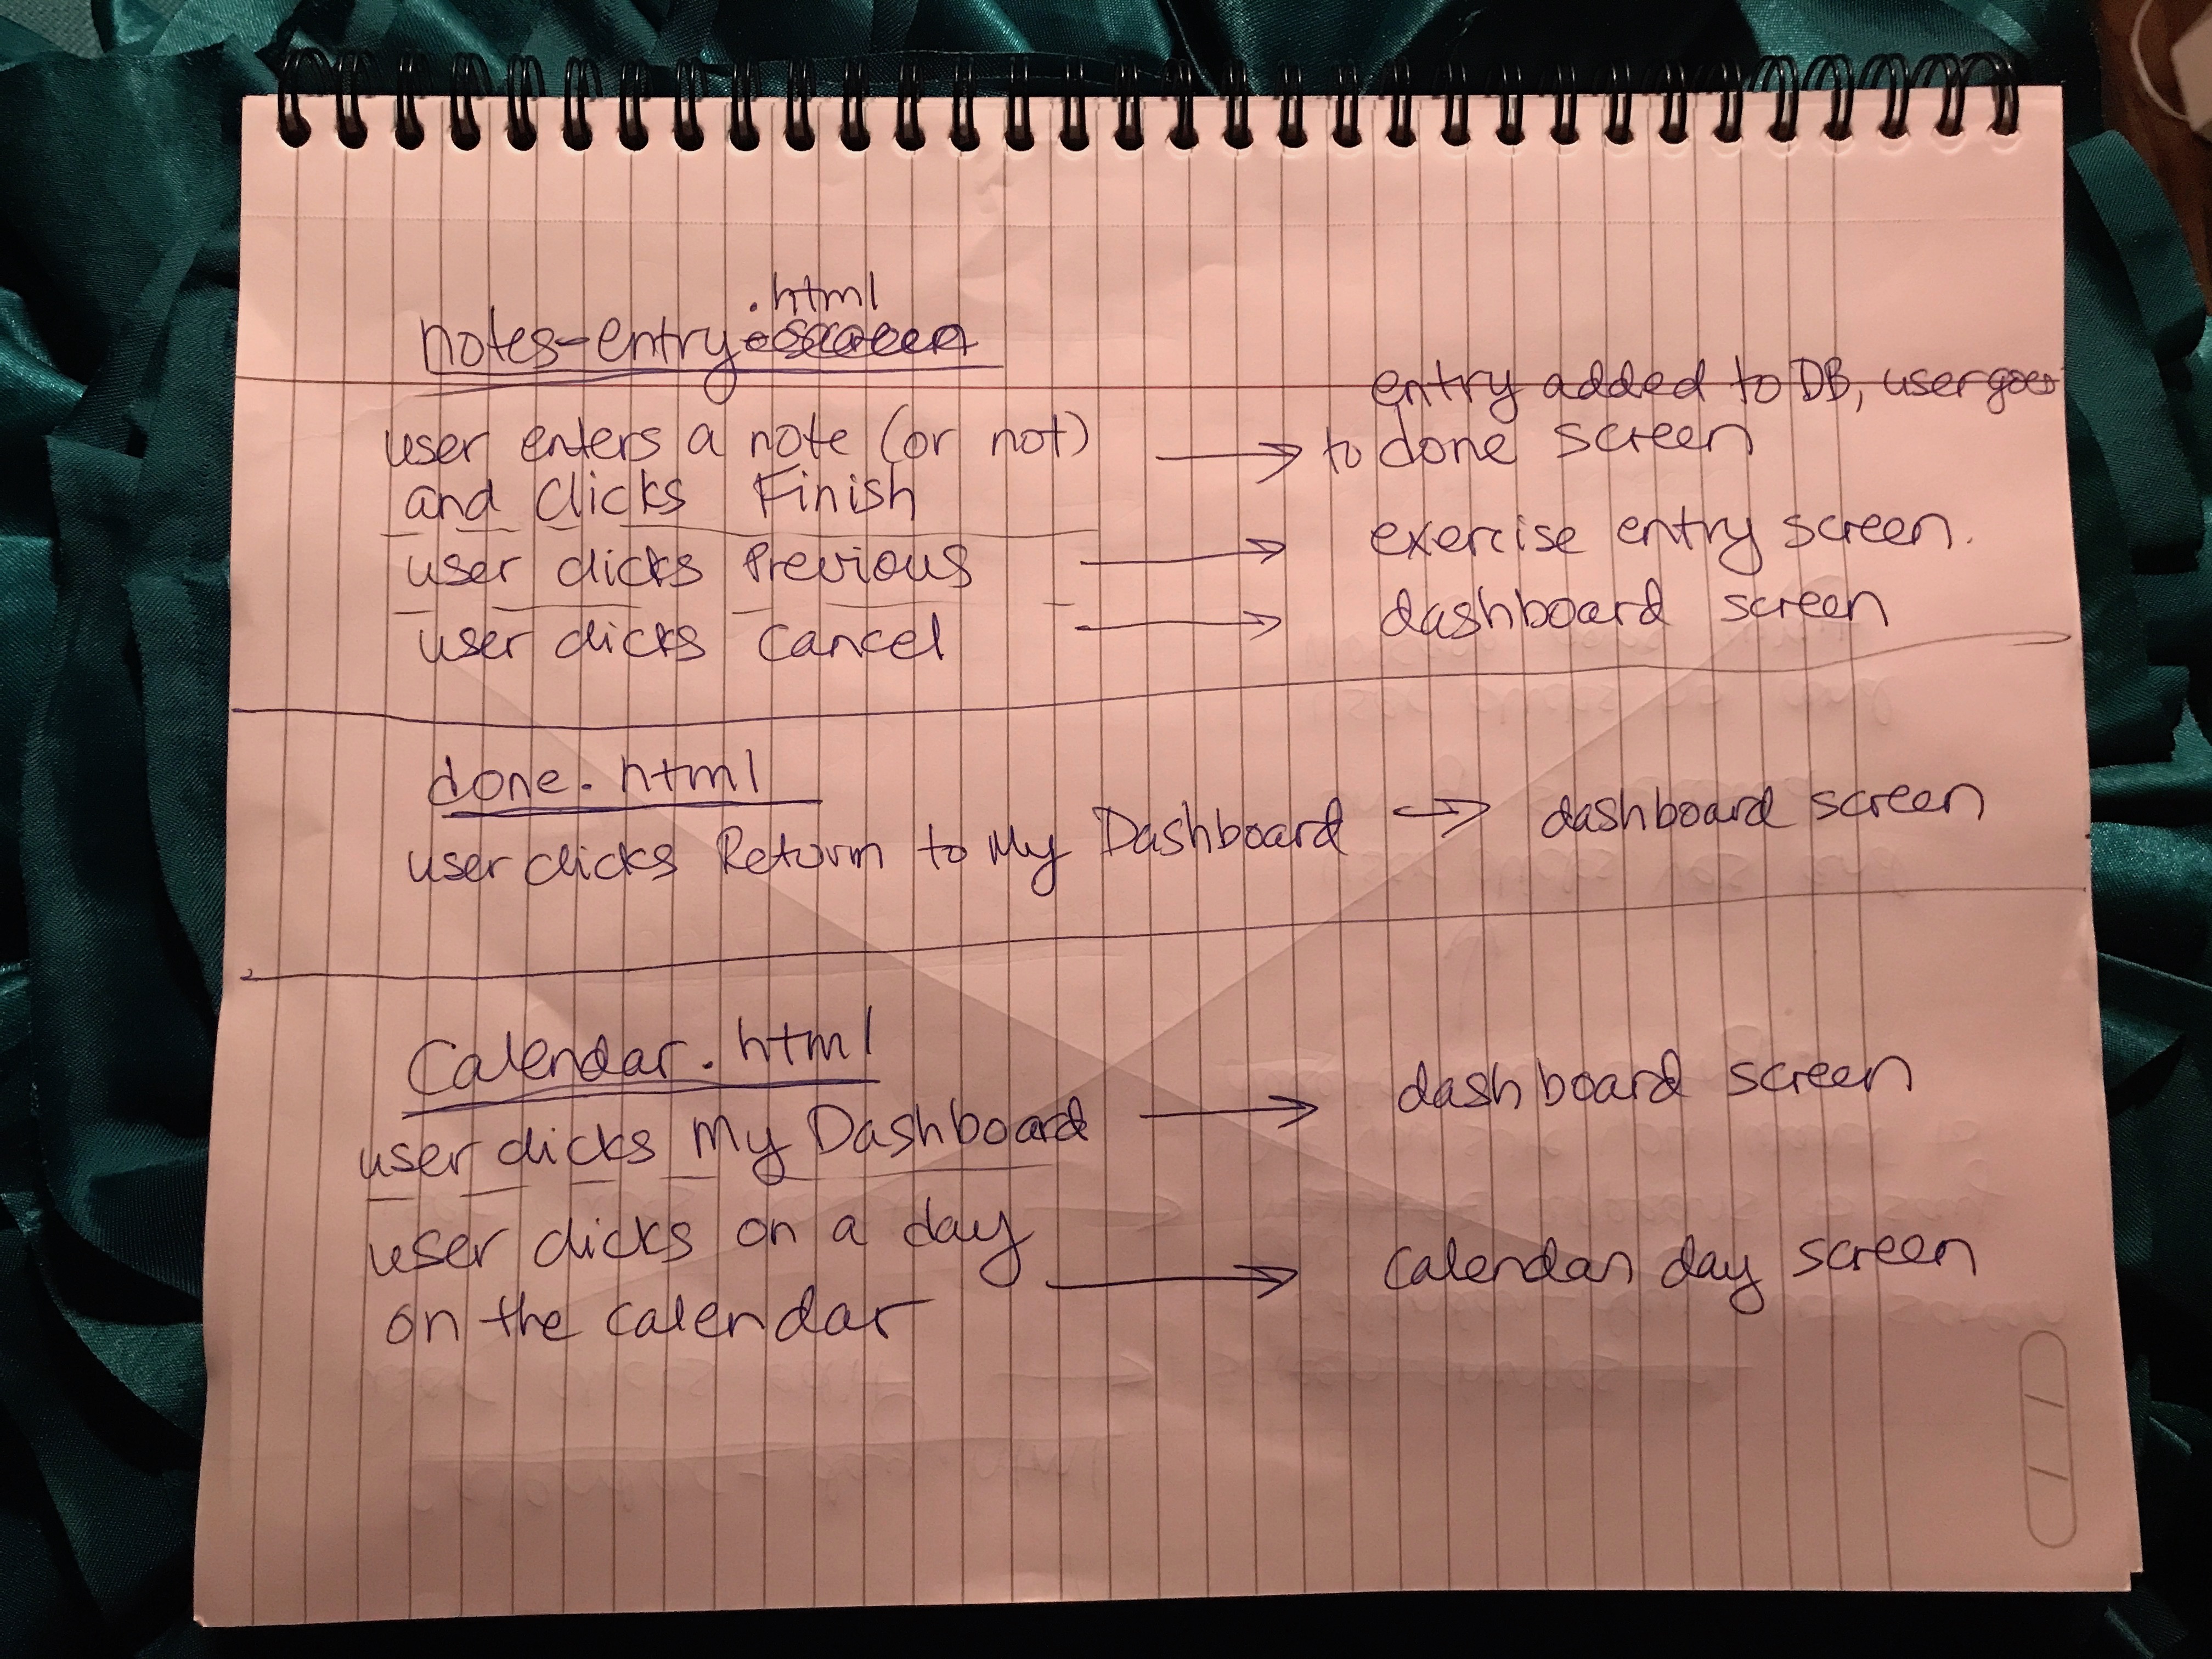 notes-entry.html
entry added to DB, user goes
user enters a note (or not) → to done screen
and clicks Finish
user clicks Previous → exercise entry screen.
user clicks Cancel → dashboard screen
done.html
user clicks Return to My Dashboard → dashboard screen
Calendar.html
user clicks My Dashboard → dashboard screen
user clicks on a day → calendar day screen
on the calendar